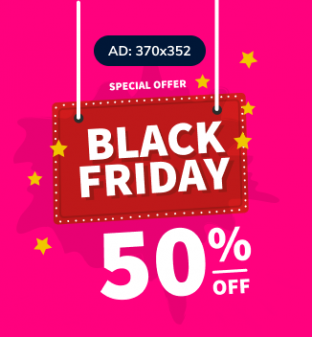 AD: 370x352
SPECIAL OFFER
BLACK
FRIDAY
50%
OFF